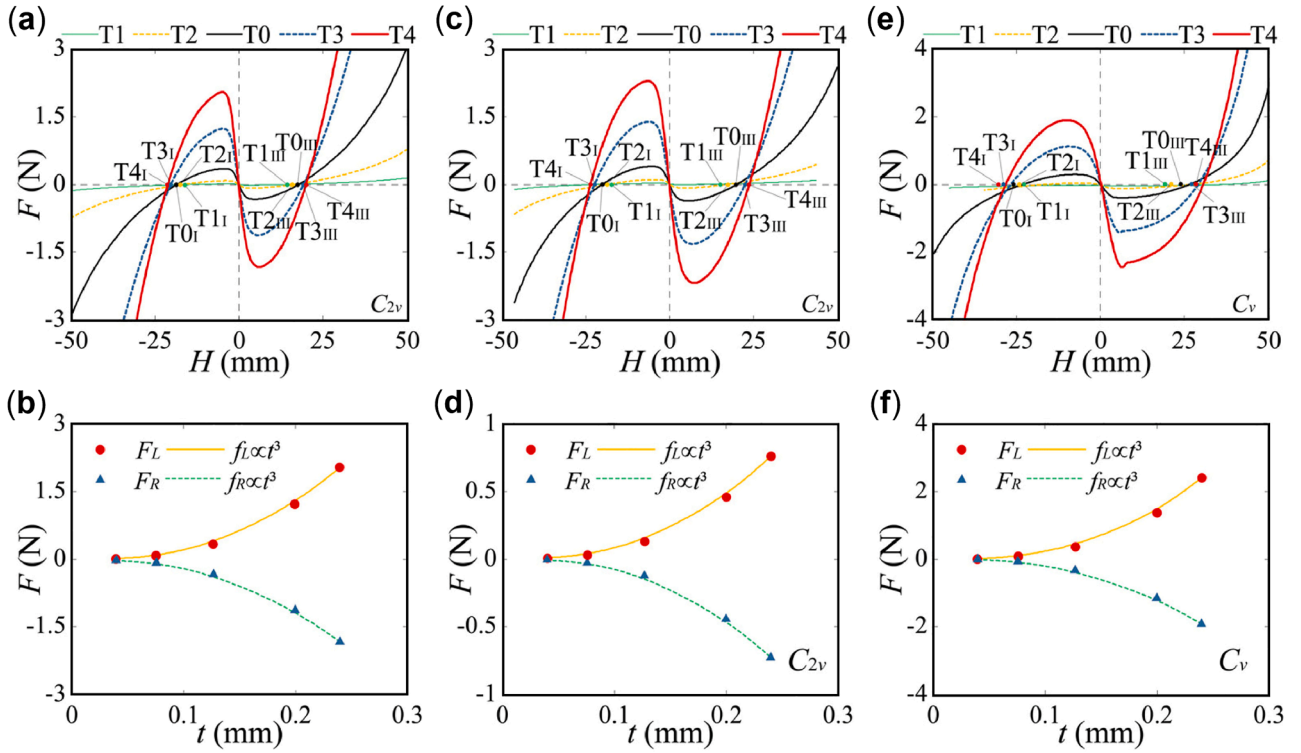 (a)
T1 T2 T0 T3 T4
3
1.5
0
-1.5
-3
F (N)
T3I
T4I
T2I
T1I
T0I
T1III
T0III
T2III
T4III
T3III
C2v
-50 -25 0 25 50
H (mm)
(c)
T1 T2 T0 T3 T4
3
1.5
0
-1.5
-3
F (N)
T3I
T4I
T2I
T1I
T0I
T0III
T1III
T2III
T4III
T3III
C2v
-50 -25 0 25 50
H (mm)
(e)
T1 T2 T0 T3 T4
4
2
0
-2
-4
F (N)
T3I
T4I
T2I
T0I
T1I
T0III
T4III
T1III
T2III
T3III
Cv
-50 -25 0 25 50
H (mm)
(b)
3
1.5
0
-1.5
-3
F (N)
FL fL∝t³
FR fR∝t³
0 0.1 0.2 0.3
t (mm)
(d)
1
0.5
0
-0.5
-1
F (N)
FL fL∝t³
FR fR∝t³
C2v
0 0.1 0.2 0.3
t (mm)
(f)
4
2
0
-2
-4
F (N)
FL fL∝t³
FR fR∝t³
Cv
0 0.1 0.2 0.3
t (mm)